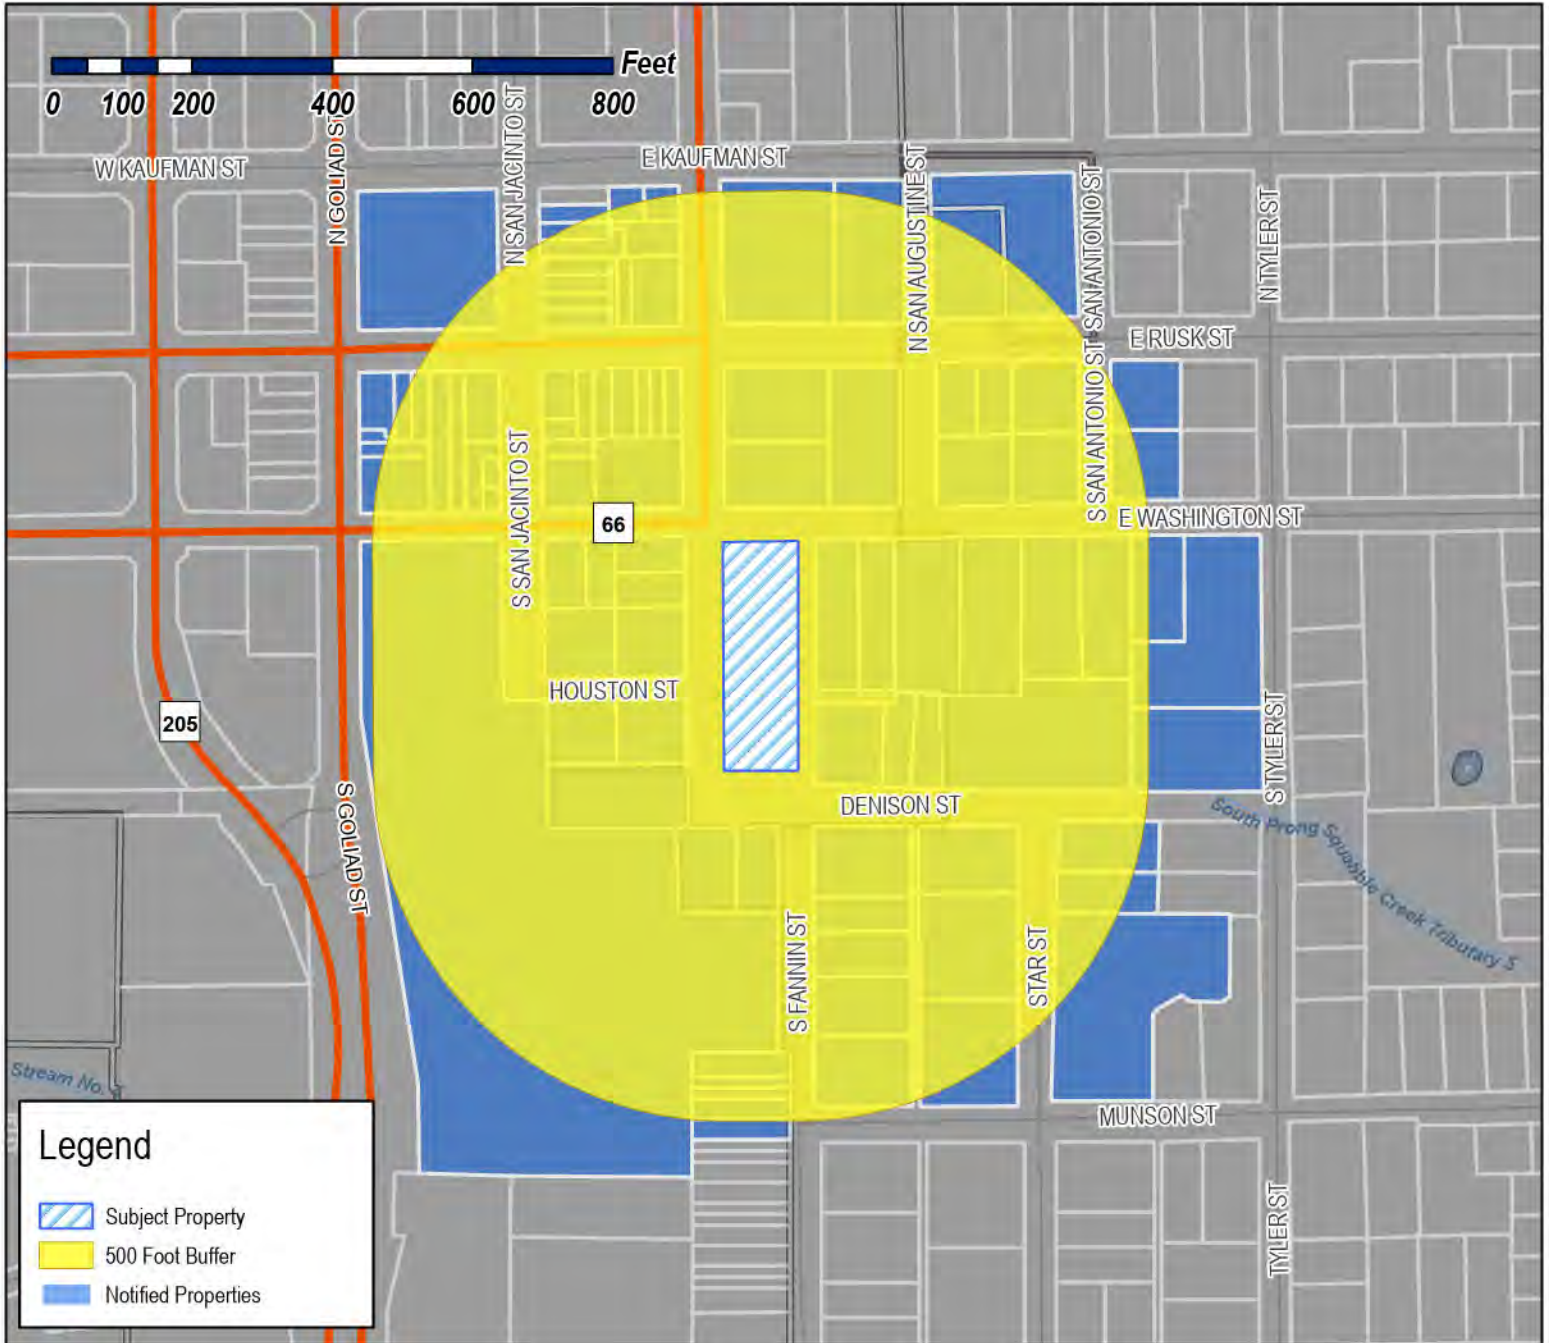 Feet
0 100 200 400 600 800
W KAUFMAN ST
E KAUFMAN ST
N GOLIAD ST
N SAN JACINTO ST
N SAN AUGUSTINE ST
N SAN ANTONIO ST
N TYLER ST
E RUSK ST
S SAN ANTONIO ST
S SAN JACINTO ST
66
E WASHINGTON ST
HOUSTON ST
205
S TYLER ST
S GOLIAD ST
DENISON ST
South Prong Squabble Creek Tributary S
S FANNIN ST
STAR ST
Stream No.
MUNSON ST
TYLER ST
Legend
Subject Property
500 Foot Buffer
Notified Properties